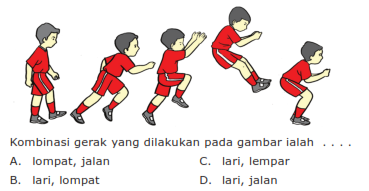 Kombinasi gerak yang dilakukan pada gambar ialah . . . .
A. lompat, jalan C. lari, lempar
B. lari, lompat D. lari, jalan